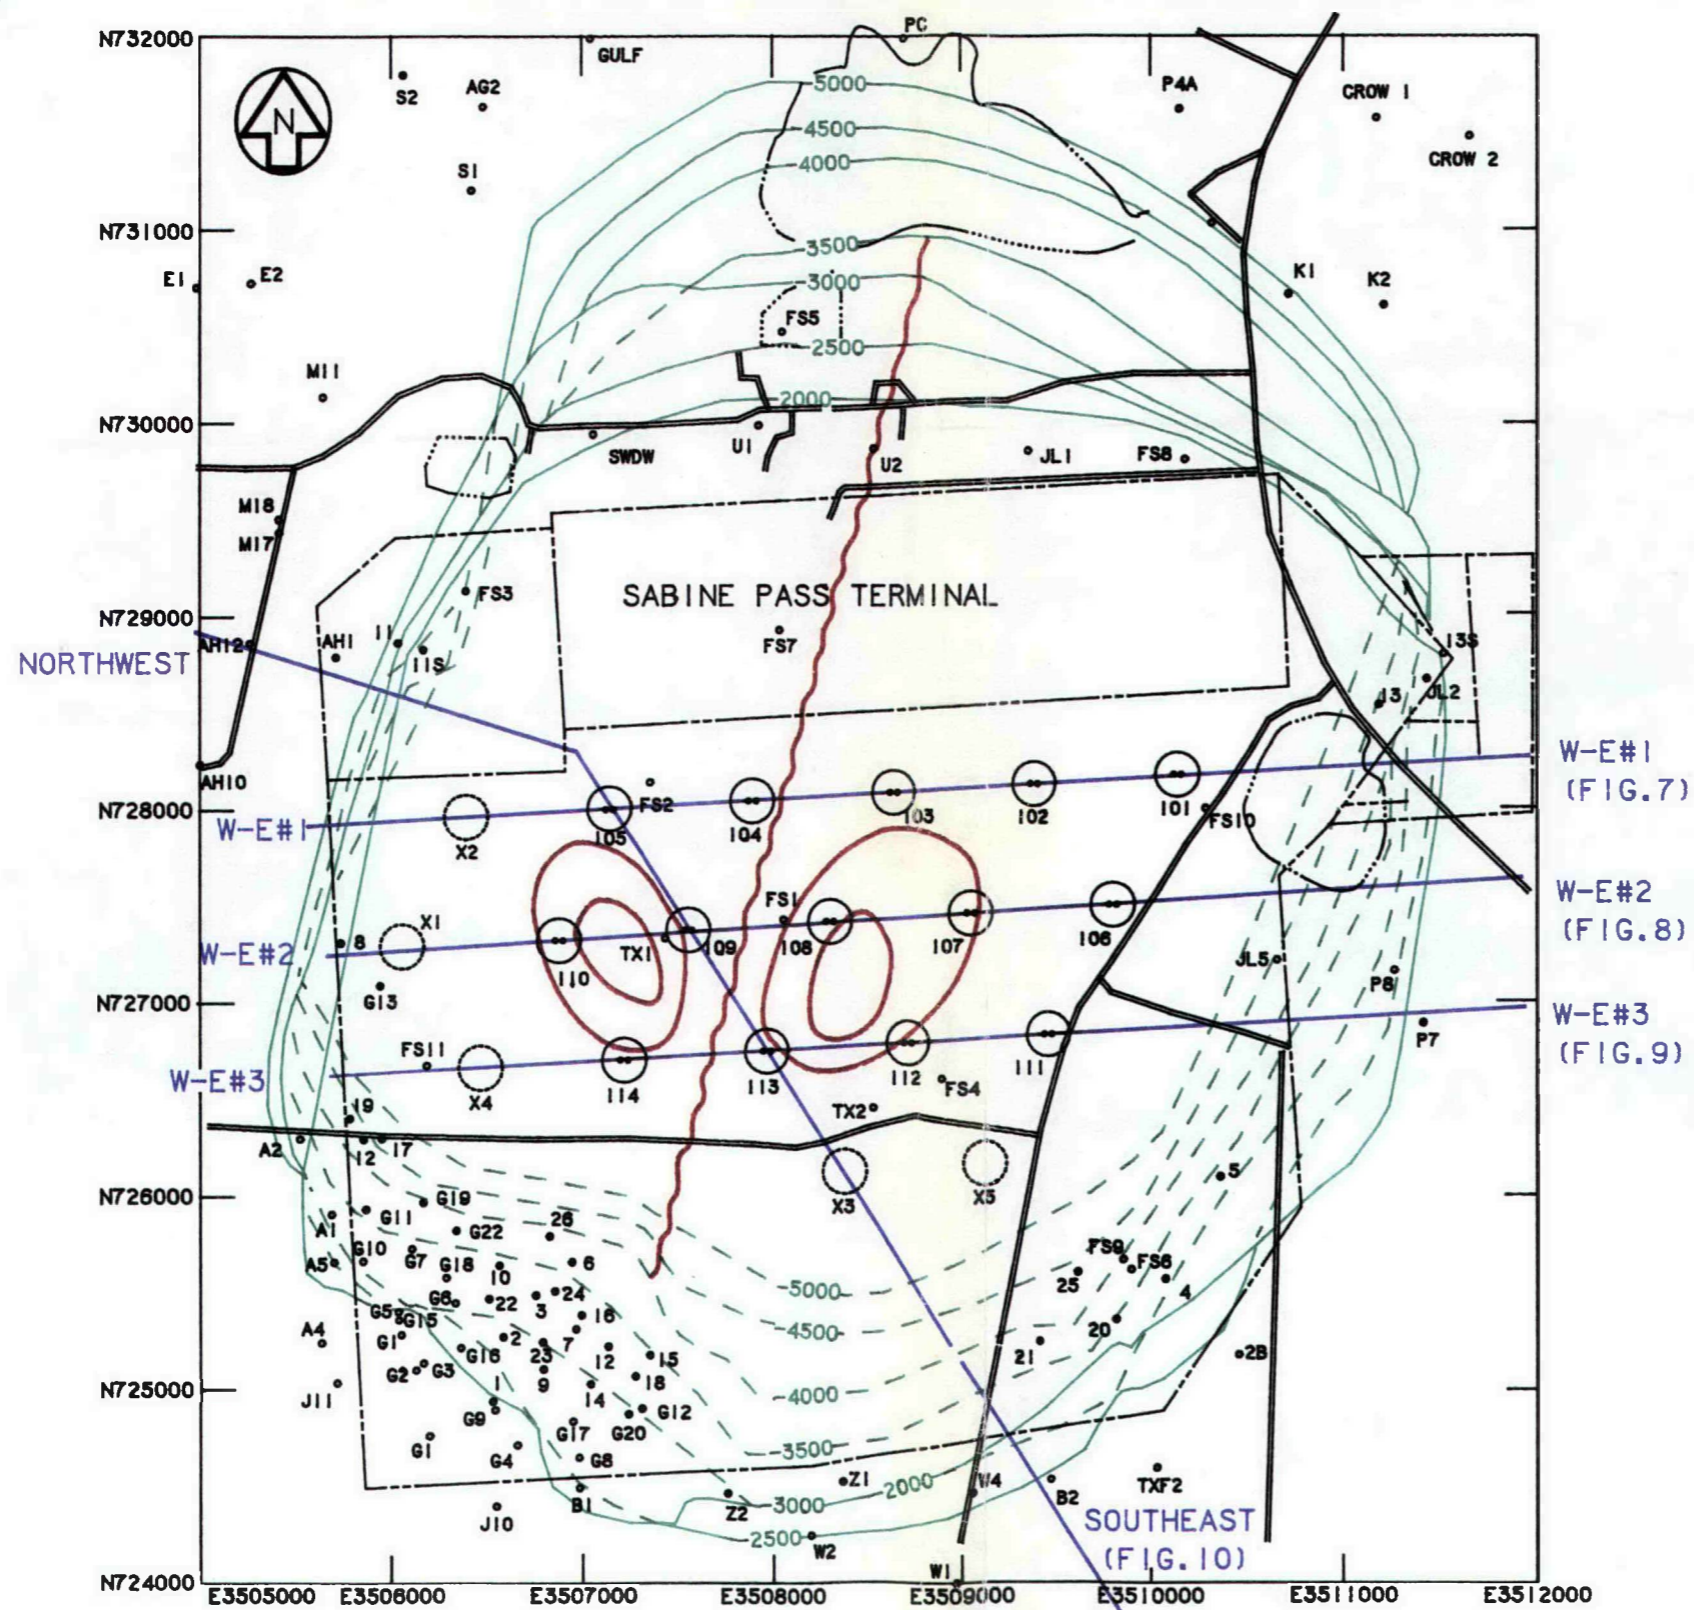 N732000
GULF
PC
S2
AG2
N
5000
P4A
CROW 1
4500
CROW 2
4000
S1
N731000
3500
E1
E2
3000
K1
K2
FS5
2500
M11
2000
N730000
SWDW
U1
U2
JL1
FS8
M18
M17
FS3
SABINE PASS TERMINAL
N729000
AH12
AH1
11
11S
FS7
13S
NORTHWEST
13
JL2
AH10
W-E#1
(FIG.7)
FS2
N728000
W-E#1
X2
105
104
103
102
101
FS10
X1
FS1
W-E#2
(FIG.8)
8
W-E#2
TX1
109
108
107
106
110
JL5
P8
G13
N727000
W-E#3
(FIG.9)
P7
FS11
W-E#3
X4
114
113
112
111
FS4
TX2
19
A2
12
17
5
N726000
G19
X3
X5
A1
G11
G22
26
G10
G7
A5
G18
10
6
FS9
FS6
25
4
5000
G6
22
3
24
G5
G15
16
4500
20
A4
G1
2
7
21
G16
23
12
15
2B
G2
G3
9
18
N725000
1
14
4000
J11
G9
G12
G17
G20
G1
G4
G8
3500
Z1
2000
W4
B2
TXF2
B1
Z2
3000
J10
2500
W2
SOUTHEAST
(FIG.10)
W1
N724000
E3505000
E3506000
E3507000
E3508000
E3509000
E3510000
E3511000
E3512000